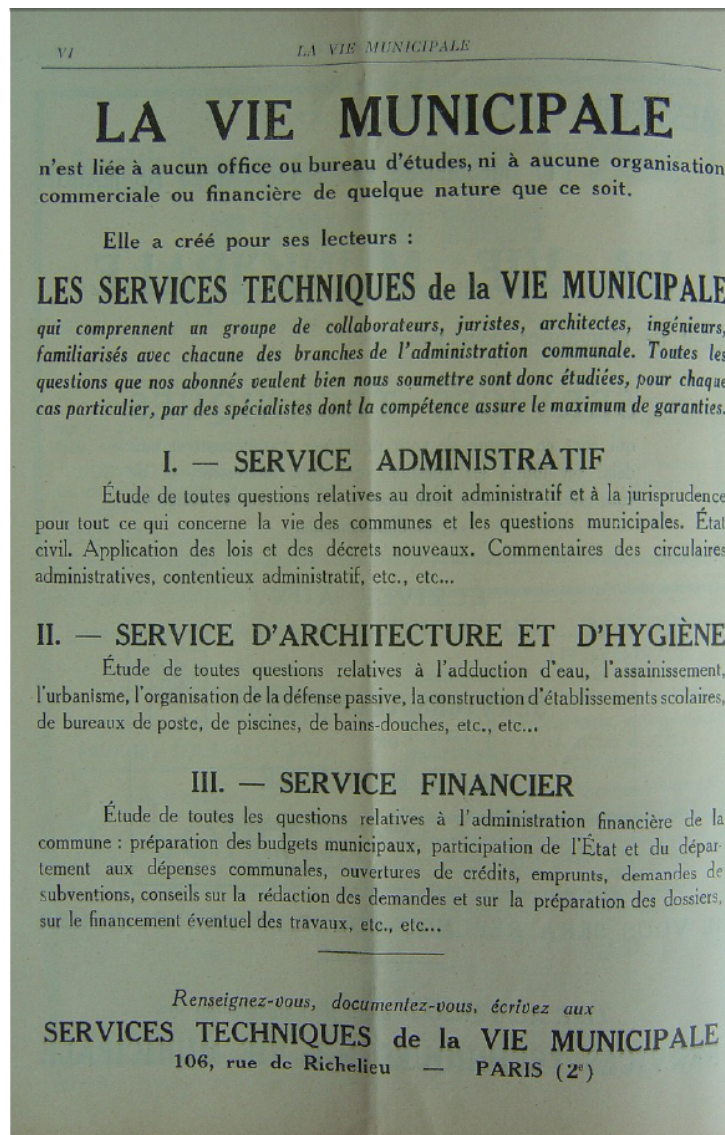 VI
LA VIE MUNICIPALE
LA VIE MUNICIPALE
n'est liée à aucun office ou bureau d'études, ni à aucune organisation
commerciale ou financière de quelque nature que ce soit.
Elle a créé pour ses lecteurs :
LES SERVICES TECHNIQUES de la VIE MUNICIPALE
qui comprennent un groupe de collaborateurs, juristes, architectes, ingénieurs,
familiarisés avec chacune des branches de l'administration communale. Toutes les
questions que nos abonnés veulent bien nous soumettre sont donc étudiées, pour chaque
cas particulier, par des spécialistes dont la compétence assure le maximum de garanties.
I. — SERVICE ADMINISTRATIF
Étude de toutes questions relatives au droit administratif et à la jurisprudence
pour tout ce qui concerne la vie des communes et les questions municipales. État
civil. Application des lois et des décrets nouveaux. Commentaires des circulaires
administratives, contentieux administratif, etc., etc...
II. — SERVICE D'ARCHITECTURE ET D'HYGIÈNE
Étude de toutes questions relatives à l'adduction d'eau, l'assainissement,
l'urbanisme, l'organisation de la défense passive, la construction d'établissements scolaires,
de bureaux de poste, de piscines, de bains-douches, etc., etc...
III. — SERVICE FINANCIER
Étude de toutes les questions relatives à l'administration financière de la
commune : préparation des budgets municipaux, participation de l'État et du dépar-
tement aux dépenses communales, ouvertures de crédits, emprunts, demandes de
subventions, conseils sur la rédaction des demandes et sur la préparation des dossiers,
sur le financement éventuel des travaux, etc., etc...
Renseignez-vous, documentez-vous, écrivez aux
SERVICES TECHNIQUES de la VIE MUNICIPALE
106, rue de Richelieu — PARIS (2e)